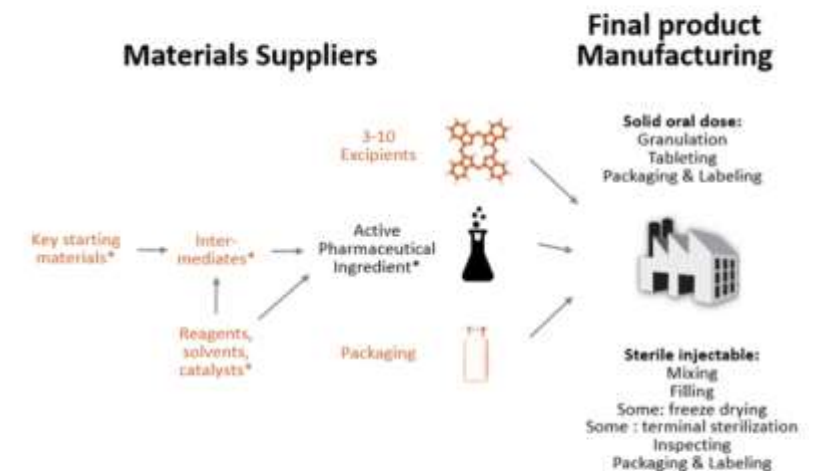 Materials Suppliers
Final product
Manufacturing
3-10
Excipients
Solid oral dose:
Granulation
Tableting
Packaging & Labeling
Key starting
materials*
Inter-
mediates*
Active
Pharmaceutical
Ingredient*
Reagents,
solvents,
catalysts*
Packaging
Sterile injectable:
Mixing
Filling
Some: freeze drying
Some : terminal sterilization
Inspecting
Packaging & Labeling